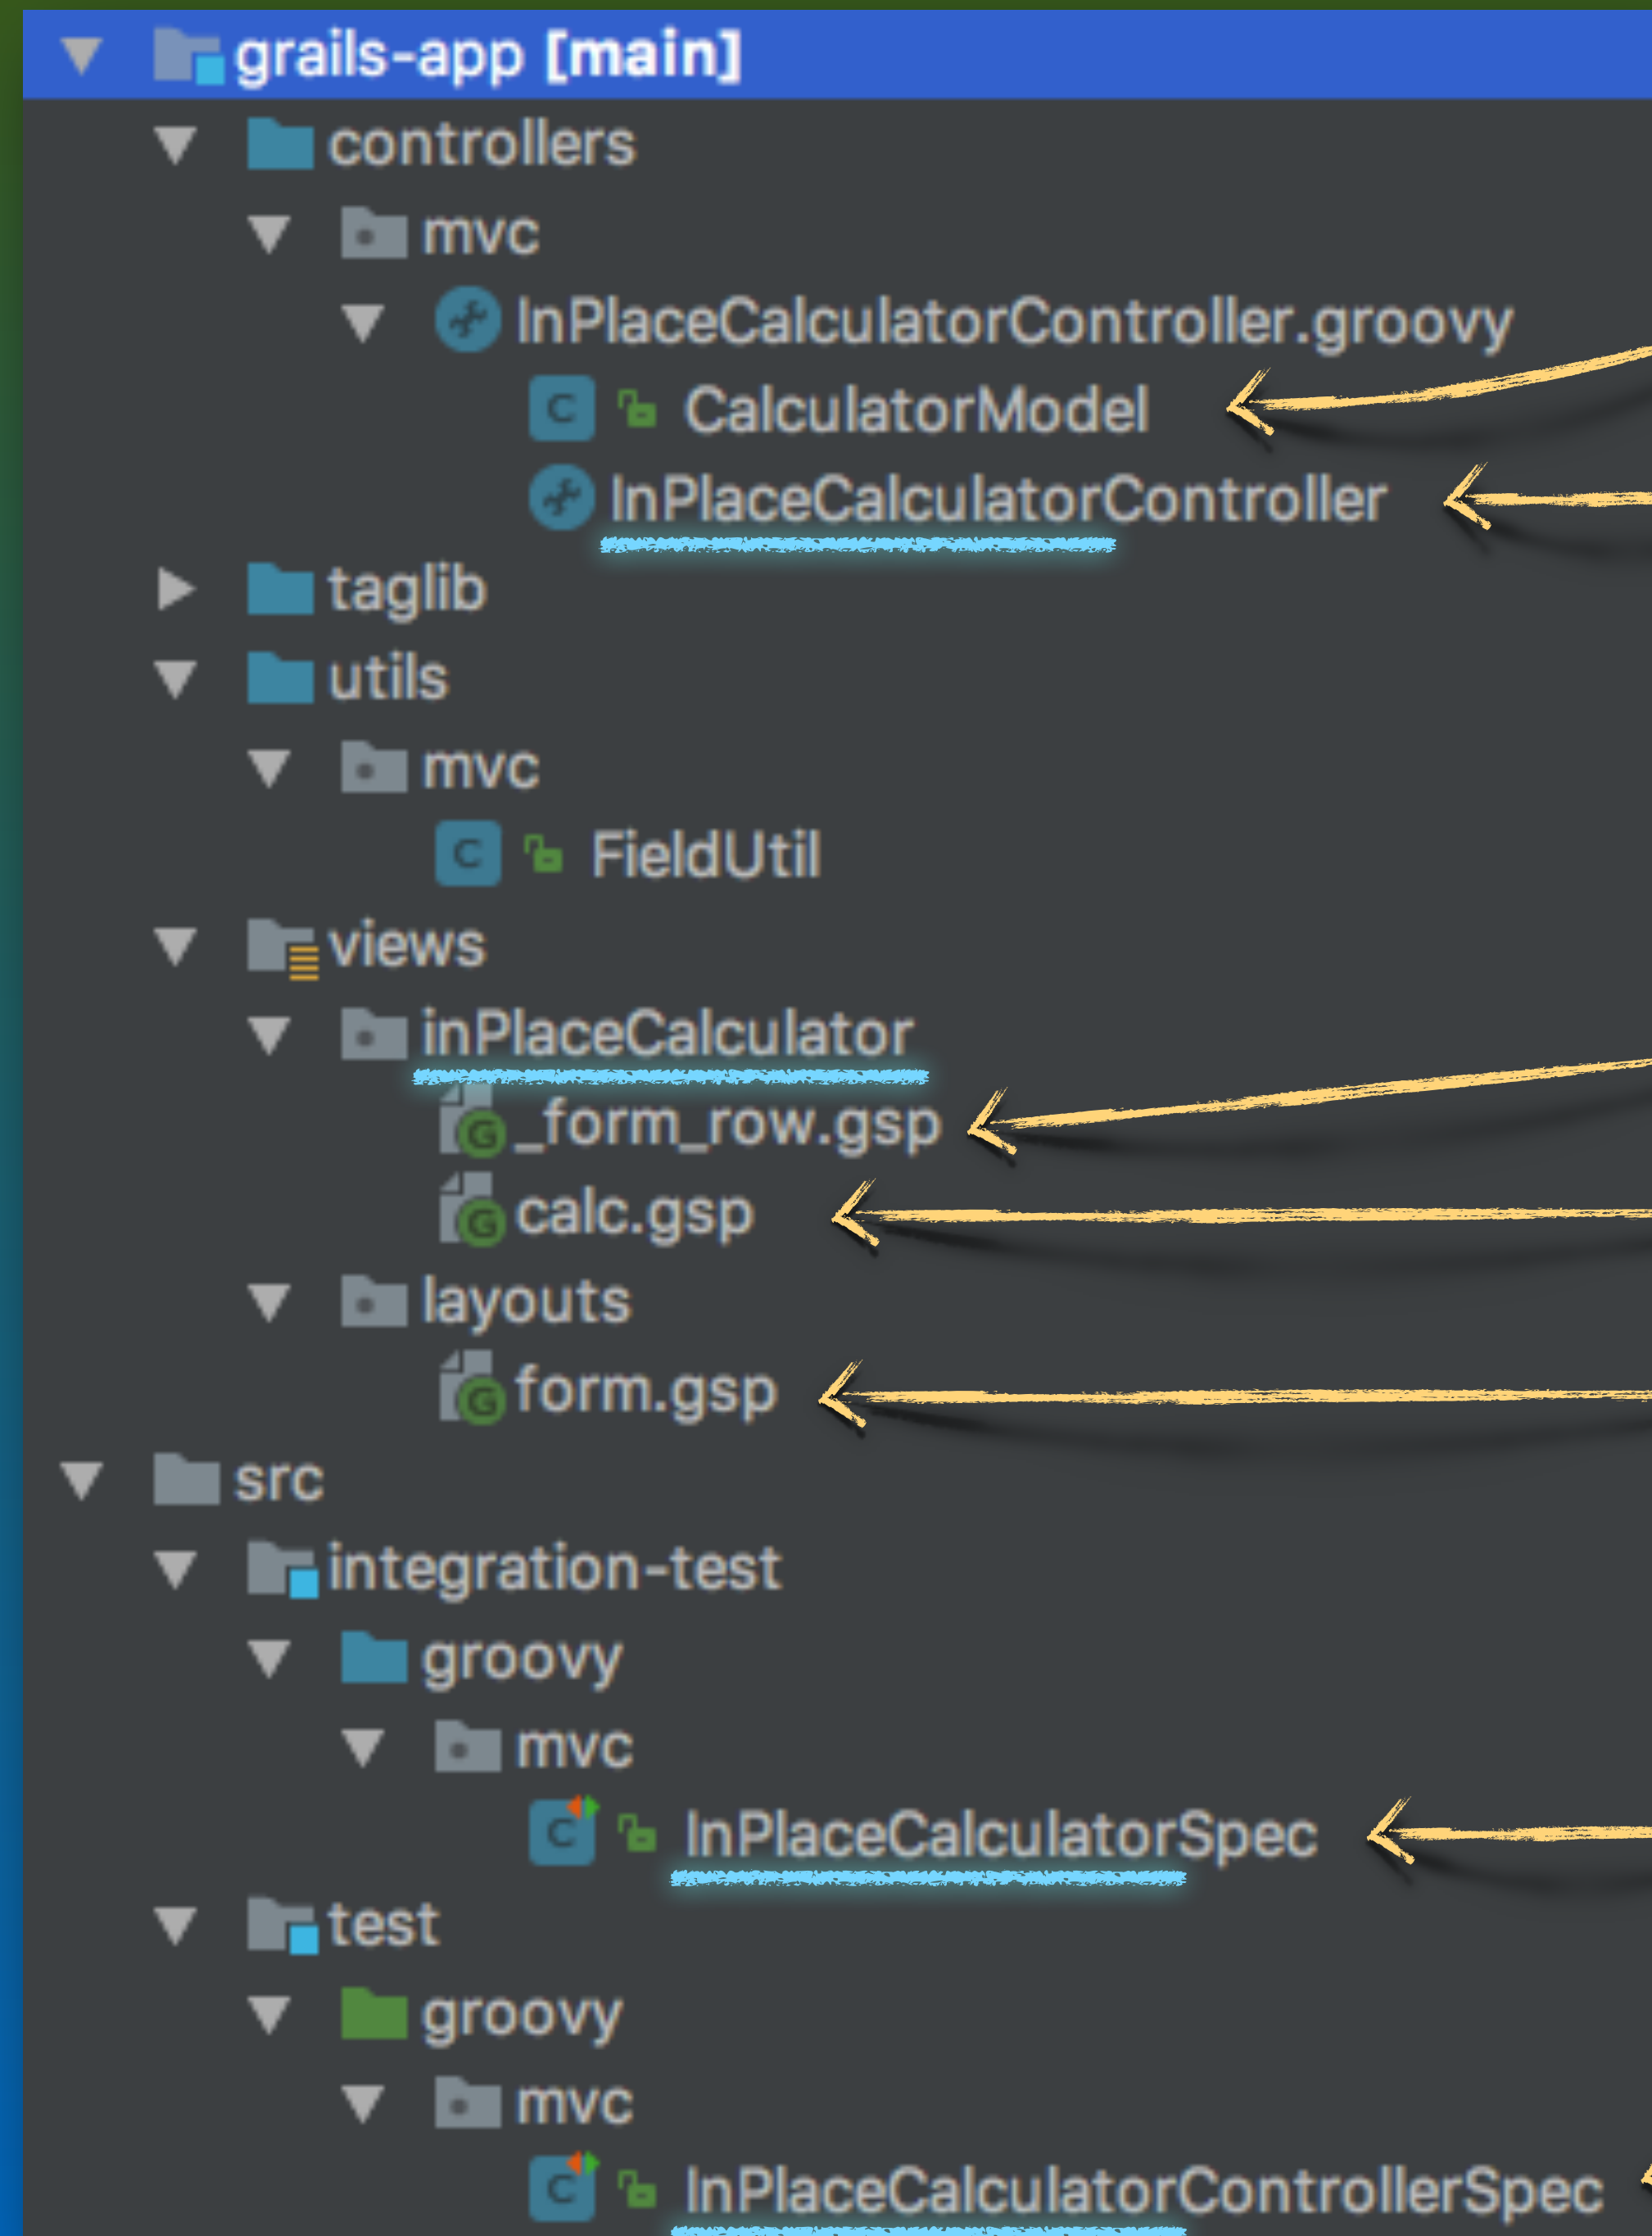 grails-app [main]
controllers
mvc
InPlaceCalculatorController.groovy
C CalculatorModel
InPlaceCalculatorController
taglib
utils
mvc
C FieldUtil
views
inPlaceCalculator
G _form_row.gsp
G calc.gsp
layouts
G form.gsp
src
integration-test
groovy
mvc
C InPlaceCalculatorSpec
test
groovy
mvc
C InPlaceCalculatorControllerSpec